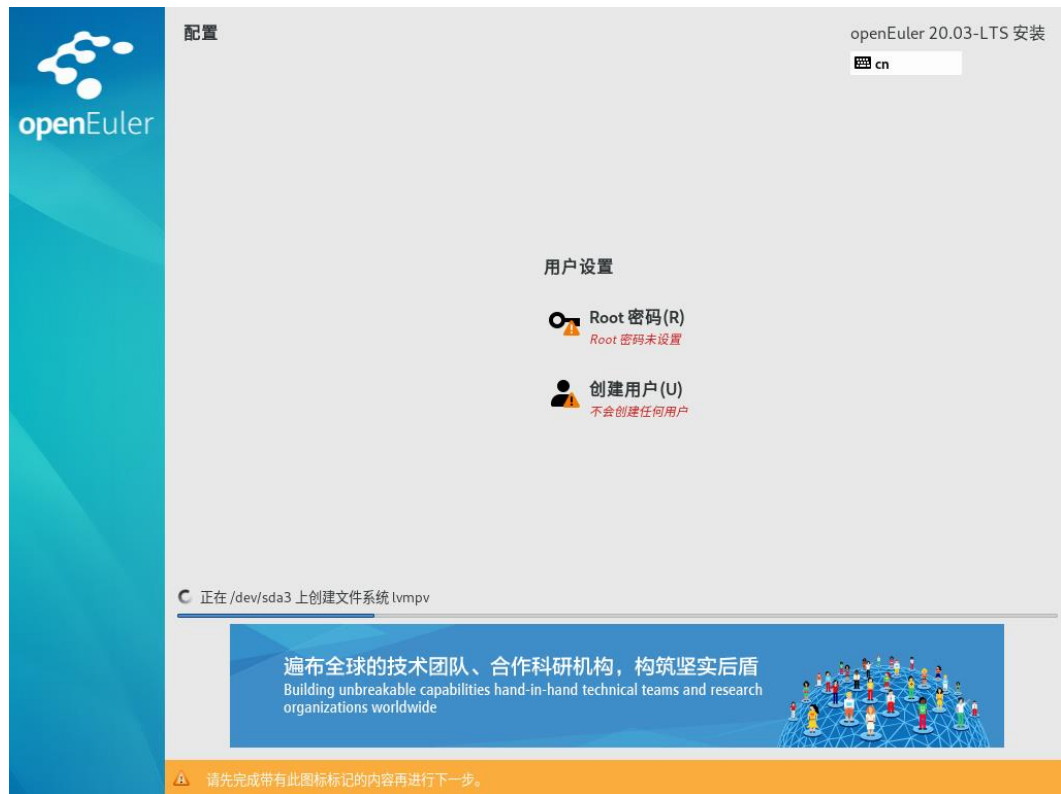 openEuler
配置
openEuler 20.03-LTS 安装
cn
用户设置
Root 密码(R)
Root 密码未设置
创建用户(U)
不会创建任何用户
正在 /dev/sda3 上创建文件系统 lvmpv
遍布全球的技术团队、合作科研机构，构筑坚实后盾
Building unbreakable capabilities hand-in-hand technical teams and research
organizations worldwide
请先完成带有此图标标记的内容再进行下一步。